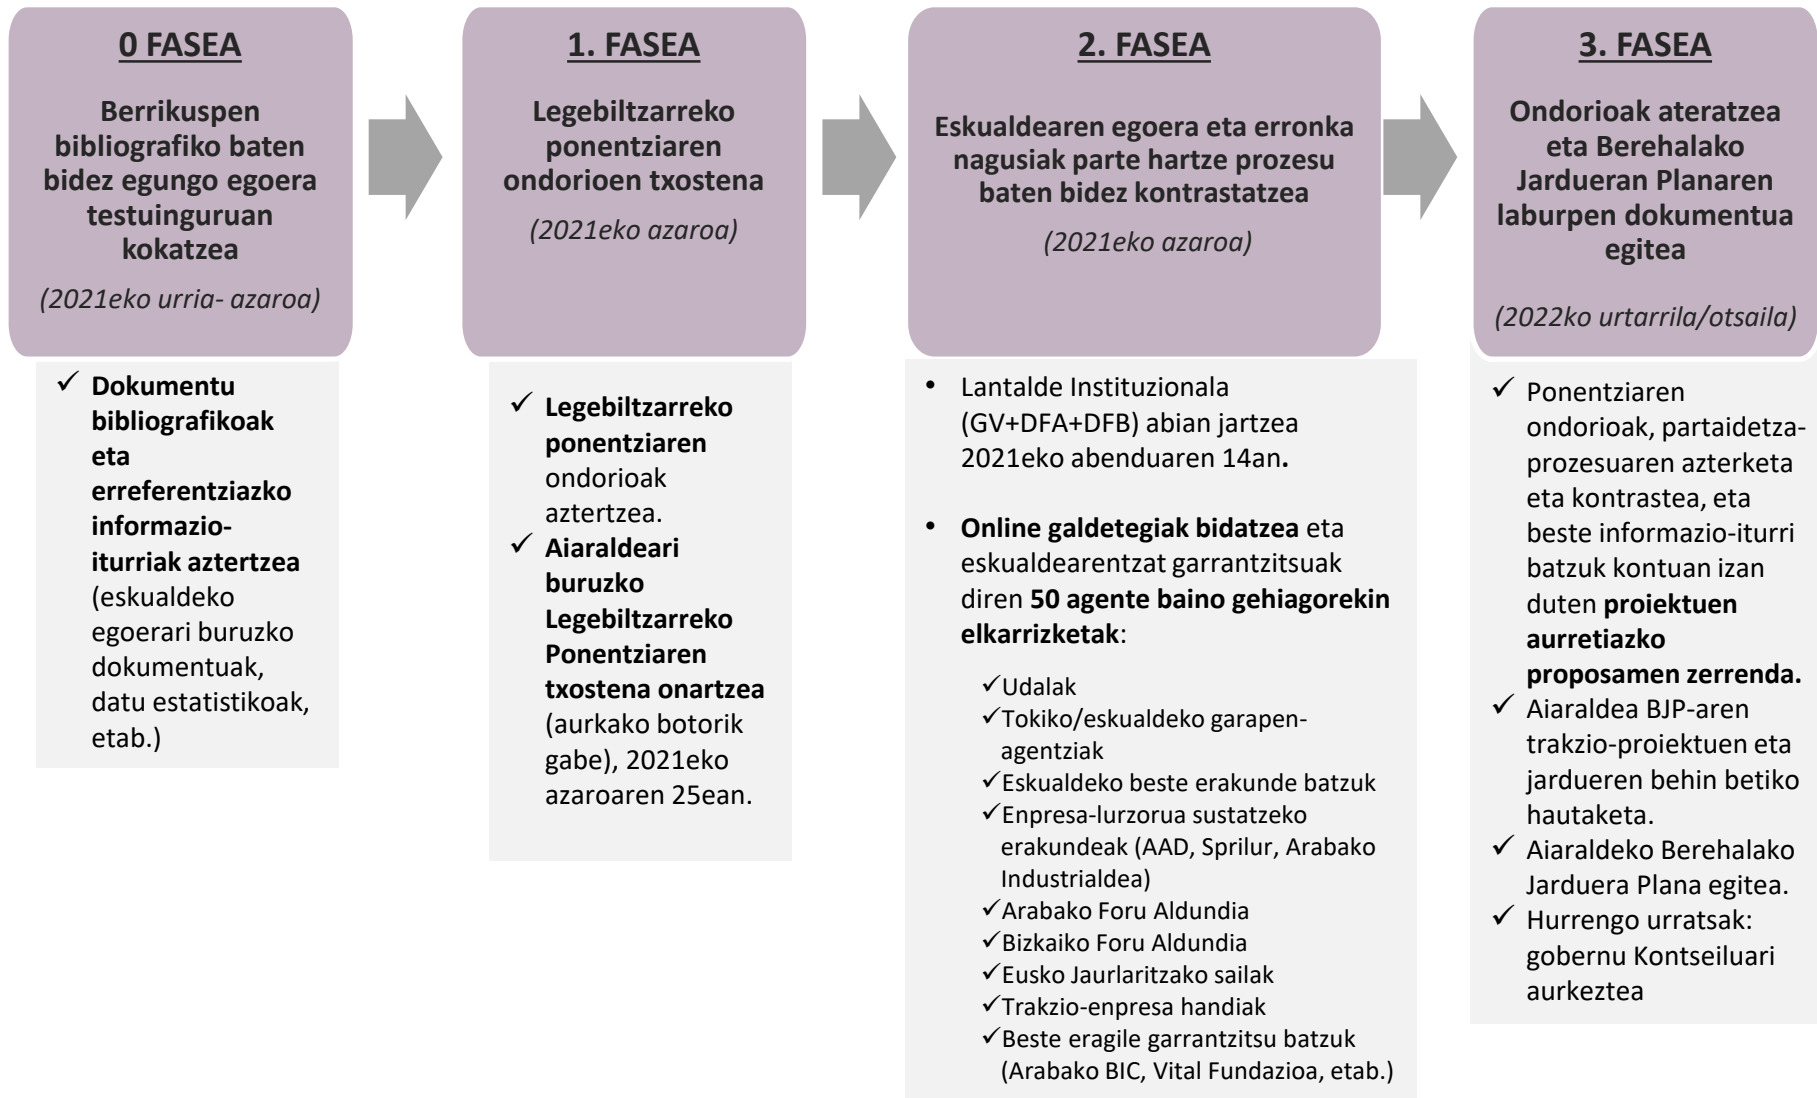 0 FASEA
Berrikuspen
bibliografiko baten
bidez egungo egoera
testuinguruan
kokatzea
(2021eko urria- azaroa)
✓ Dokumentu
bibliografikoak
eta
erreferentziazko
informazio-
iturriak aztertzea
(eskualdeko
egoerari buruzko
dokumentuak,
datu estatistikoak,
etab.)
1. FASEA
Legebiltzarreko
ponentziaren
ondorioen txostena
(2021eko azaroa)
✓ Legebiltzarreko
ponentziaren
ondorioak
aztertzea.
✓ Aiaraldeari
buruzko
Legebiltzarreko
Ponentziaren
txostena onartzea
(aurkako botorik
gabe), 2021eko
azaroaren 25ean.
2. FASEA
Eskualdearen egoera eta erronka
nagusiak parte hartze prozesu
baten bidez kontrastatzea
(2021eko azaroa)
• Lantalde Instituzionala
(GV+DFA+DFB) abian jartzea
2021eko abenduaren 14an.
• Online galdetegiak bidatzea eta
eskualdearentzat garrantzitsuak
diren 50 agente baino gehiagorekin
elkarrizketak:
✓Udalak
✓Tokiko/eskualdeko garapen-
agentziak
✓Eskualdeko beste erakunde batzuk
✓Enpresa-lurzorua sustatzeko
erakundeak (AAD, Sprilur, Arabako
Industrialdea)
✓Arabako Foru Aldundia
✓Bizkaiko Foru Aldundia
✓Eusko Jaurlaritzako sailak
✓Trakzio-enpresa handiak
✓Beste eragile garrantzitsu batzuk
(Arabako BIC, Vital Fundazioa, etab.)
3. FASEA
Ondorioak ateratzea
eta Berehalako
Jardueran Planaren
laburpen dokumentua
egitea
(2022ko urtarrila/otsaila)
✓ Ponentziaren
ondorioak, partaidetza-
prozesuaren azterketa
eta kontrastea, eta
beste informazio-iturri
batzuk kontuan izan
duten proiektuen
aurretiazko
proposamen zerrenda.
✓ Aiaraldea BJP-aren
trakzio-proiektuen eta
jardueren behin betiko
hautaketa.
✓ Aiaraldeko Berehalako
Jarduera Plana egitea.
✓ Hurrengo urratsak:
gobernu Kontseiluari
aurkeztea